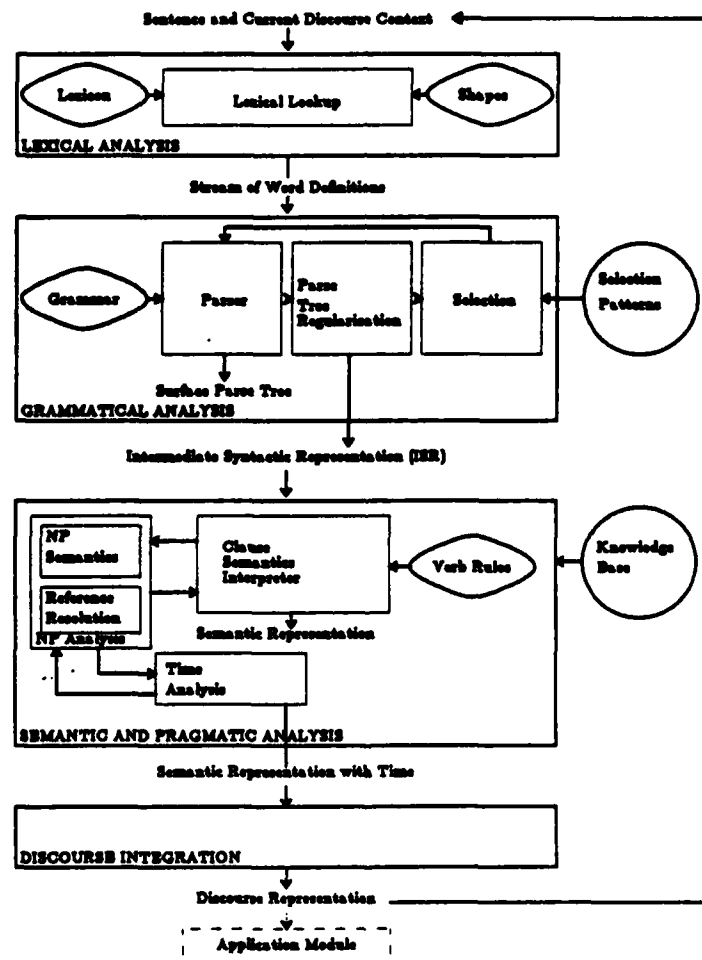 Sentence and Current Discourse Context
Lexicon
Lexical Lookup
Shapes
LEXICAL ANALYSIS
Stream of Word Definitions
Grammar
Parser
Parse
Tree
Regularisation
Selection
Selection
Patterns
Surface Parse Tree
GRAMMATICAL ANALYSIS
Intermediate Syntactic Representation (ISR)
NP
Semantics
Reference
Resolution
NP Analysis
Clause
Semantics
Interpreter
Verb Rules
Knowledge
Base
Semantic Representation
Time
Analysis
SEMANTIC AND PRAGMATIC ANALYSIS
Semantic Representation with Time
DISCOURSE INTEGRATION
Discourse Representation
Application Module